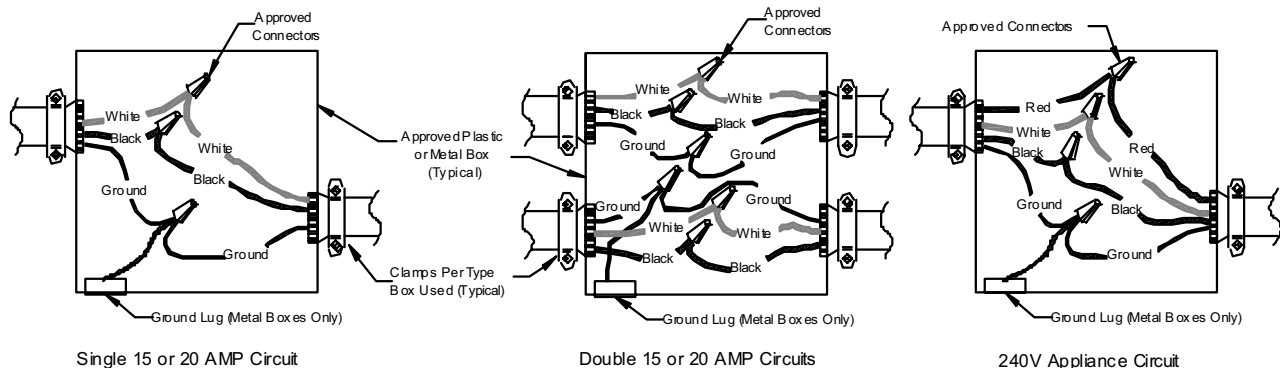 Approved
Connectors
White
Black
White
Black
Ground
Ground
Ground Lug (Metal Boxes Only)
Single 15 or 20 AMP Circuit
Approved Plastic
or Metal Box
(Typical)
Clamps Per Type
Box Used (Typical)
Approved
Connectors
White
White
Black
Black
Ground
Ground
Ground
White
White
Black
Black
Ground Lug (Metal Boxes Only)
Double 15 or 20 AMP Circuits
Approved Connectors
Red
White
Black
Red
White
Black
Ground
Ground
Ground Lug (Metal Boxes Only)
240V Appliance Circuit